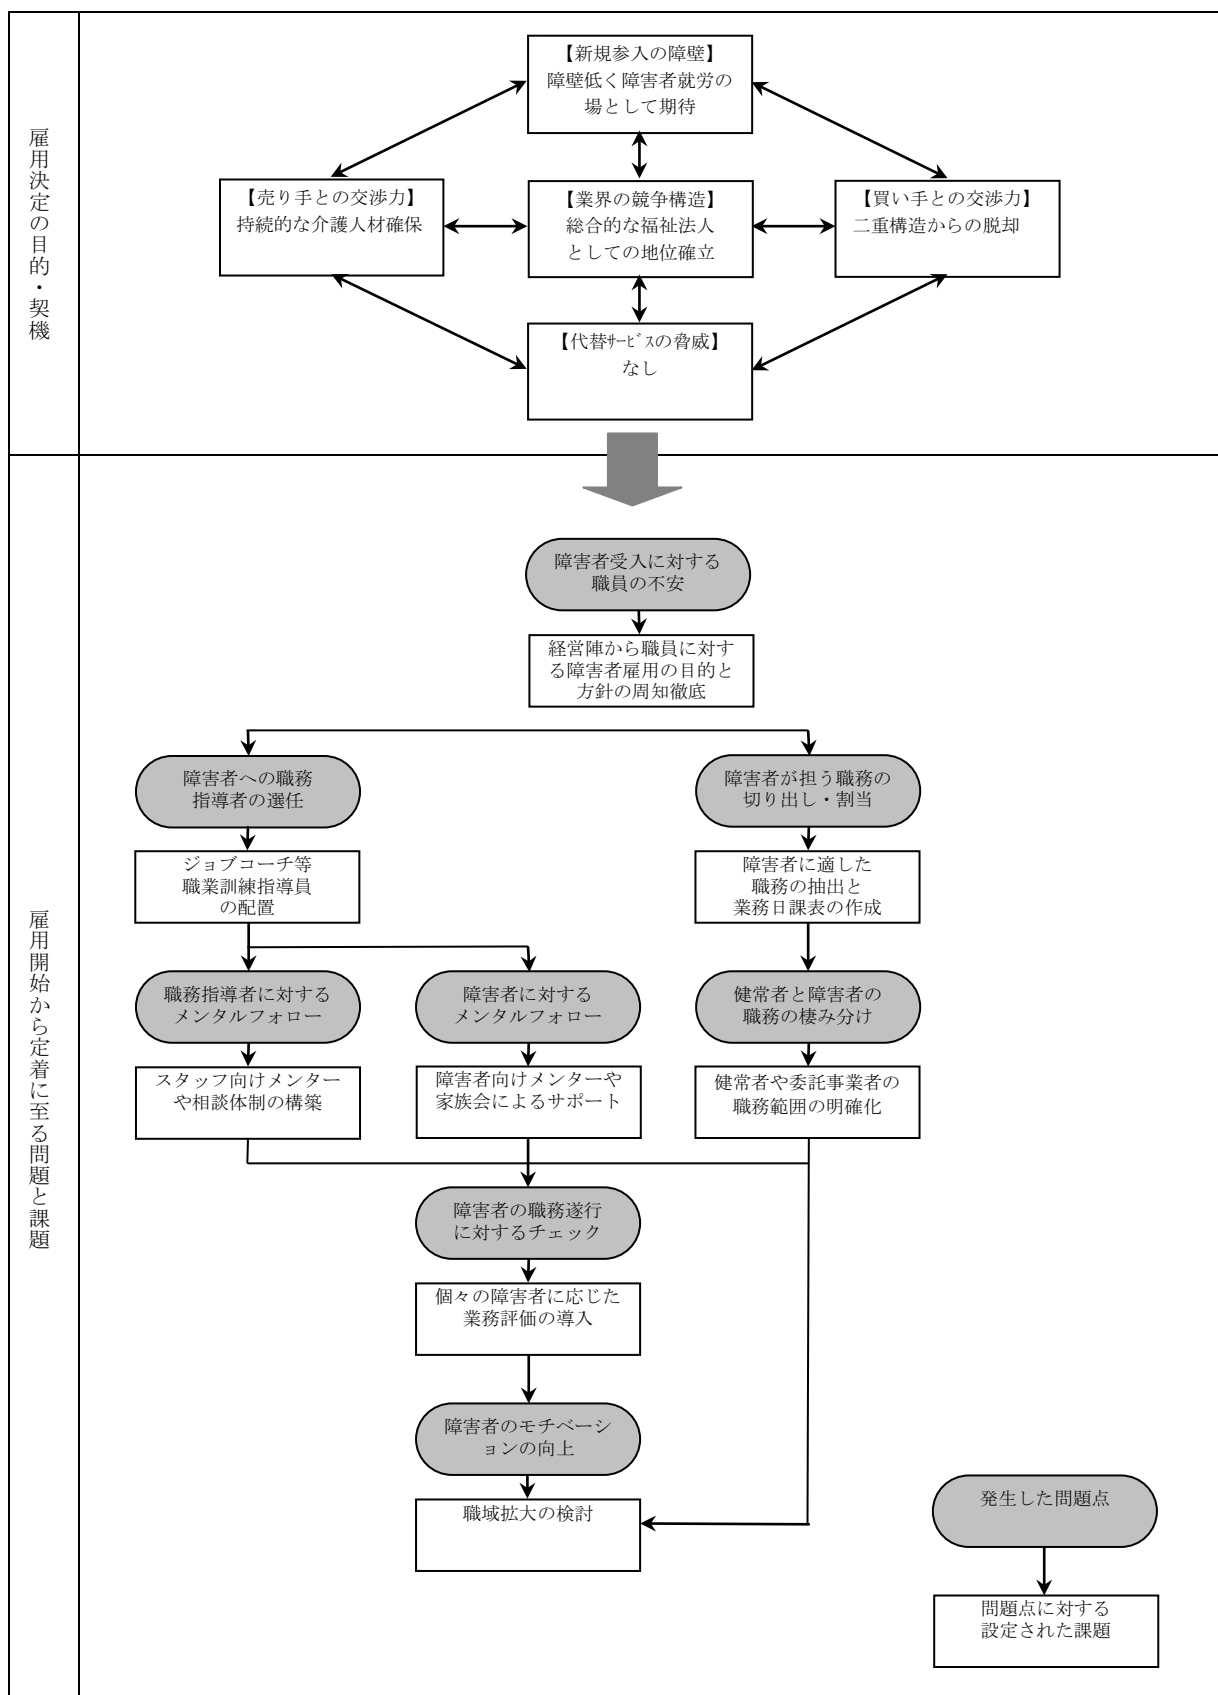 雇用決定の目的・契機
【新規参入の障壁】
障壁低く障害者就労の
場として期待
【売り手との交渉力】
持続的な介護人材確保
【業界の競争構造】
総合的な福祉法人
としての地位確立
【買い手との交渉力】
二重構造からの脱却
【代替ｻｰﾋﾞｽの脅威】
なし
雇用開始から定着に至る問題と課題
障害者受入に対する
職員の不安
経営陣から職員に対す
る障害者雇用の目的と
方針の周知徹底
障害者への職務
指導者の選任
障害者が担う職務の
切り出し・割当
ジョブコーチ等
職業訓練指導員
の配置
障害者に適した
職務の抽出と
業務日課表の作成
職務指導者に対する
メンタルフォロー
障害者に対する
メンタルフォロー
健常者と障害者の
職務の棲み分け
スタッフ向けメンター
や相談体制の構築
障害者向けメンターや
家族会によるサポート
健常者や委託事業者の
職務範囲の明確化
障害者の職務遂行
に対するチェック
個々の障害者に応じた
業務評価の導入
障害者のモチベーシ
ョンの向上
職域拡大の検討
発生した問題点
問題点に対する
設定された課題